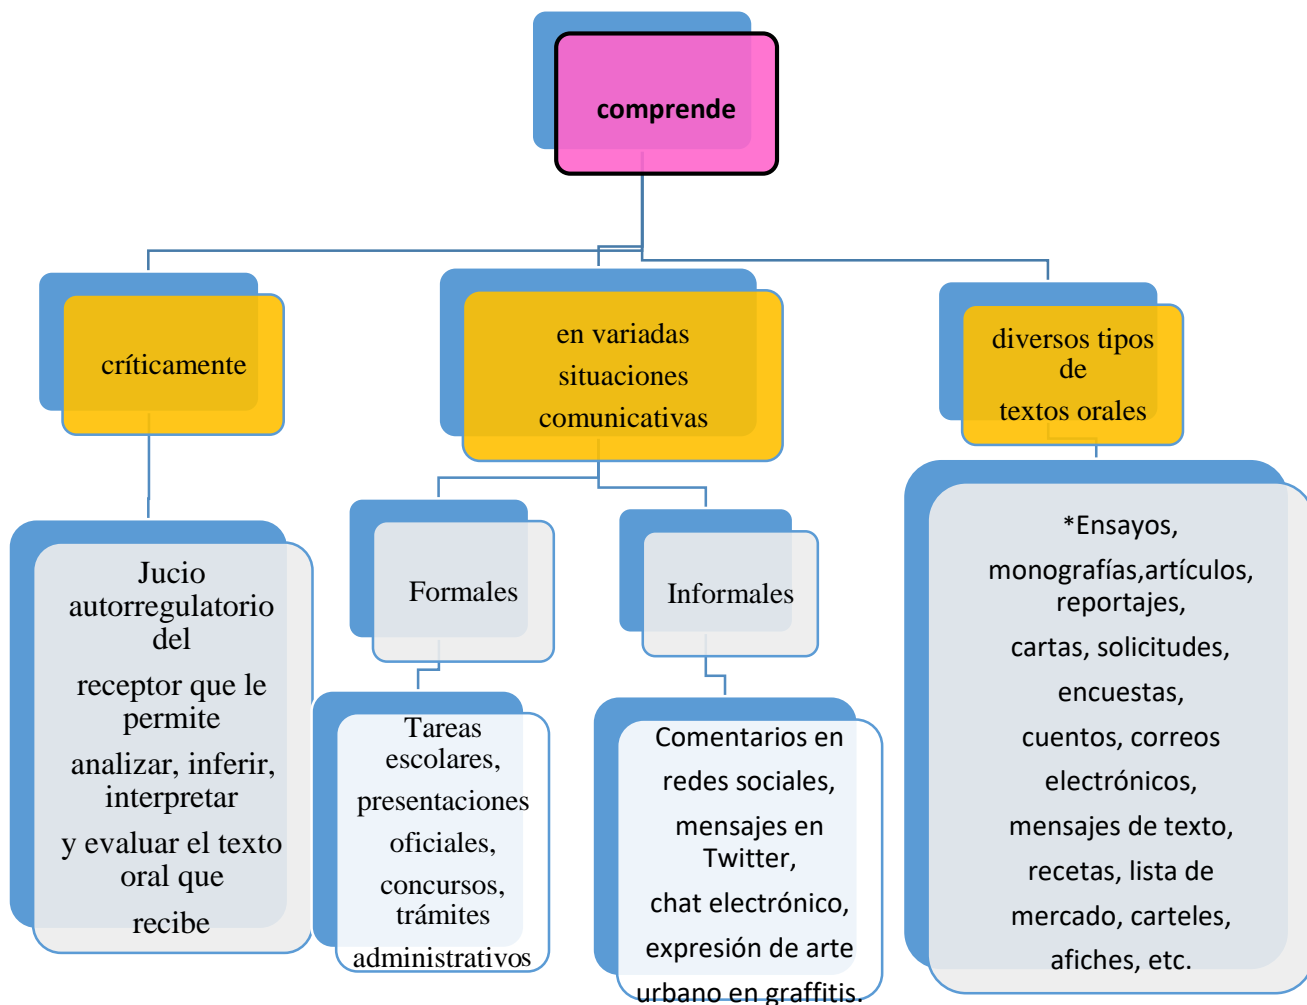 comprende
críticamente
en variadas
situaciones
comunicativas
diversos tipos
de
textos orales
Jucio
autorregulatorio
del
receptor que le
permite
analizar, inferir,
interpretar
y evaluar el texto
oral que
recibe
Formales
Informales
Tareas
escolares,
presentaciones
oficiales,
concursos,
trámites
administrativos
Comentarios en
redes sociales,
mensajes en
Twitter,
chat electrónico,
expresión de arte
urbano en graffitis.
*Ensayos,
monografías,artículos,
reportajes,
cartas, solicitudes,
encuestas,
cuentos, correos
electrónicos,
mensajes de texto,
recetas, lista de
mercado, carteles,
afiches, etc.